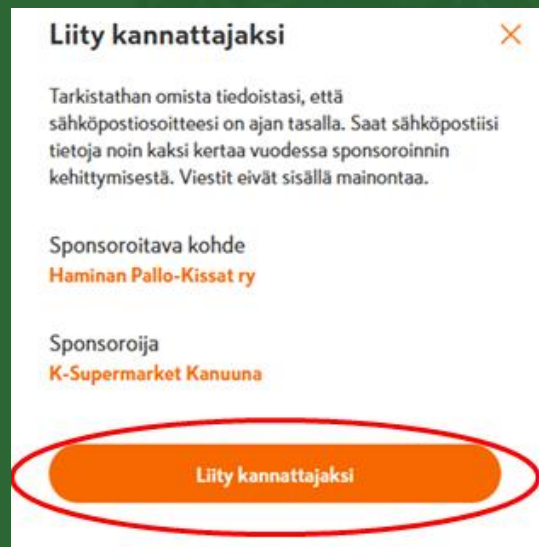 Liity kannattajaksi
Tarkistathan omista tiedoistasi, että
sähköpostiosoitteesi on ajan tasalla. Saat sähköpostiisi
tietoja noin kaksi kertaa vuodessa sponsoroinnin
kehittymisestä. Viestit eivät sisällä mainontaa.
Sponsoroitava kohde
Haminan Pallo-Kissat ry
Sponsoroija
K-Supermarket Kanuuna
Liity kannattajaksi